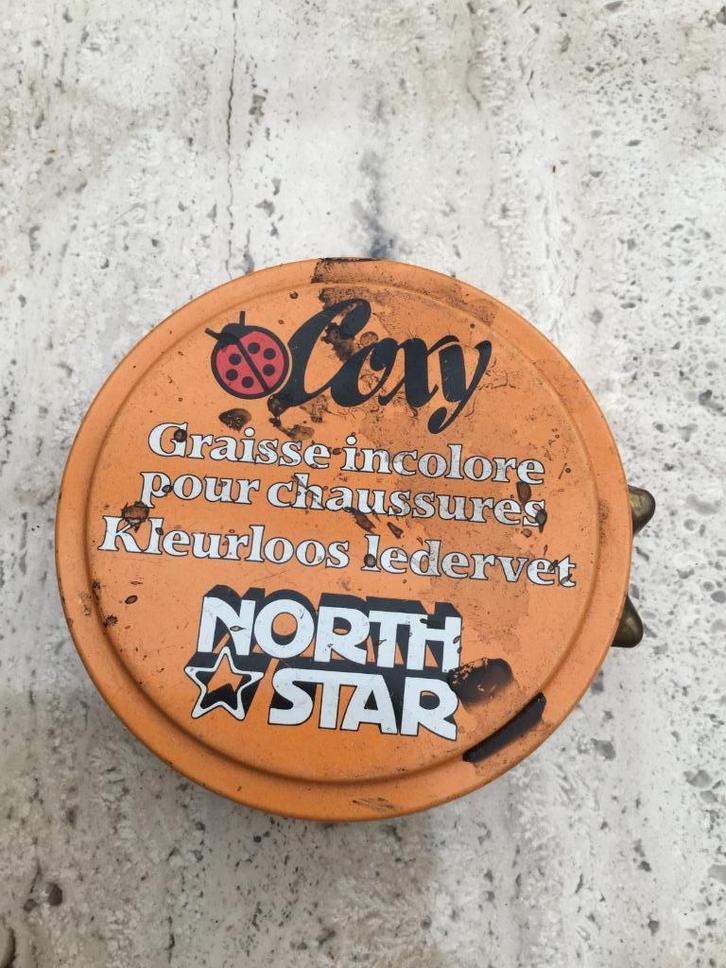 Coxy
Graisse incolore
pour chaussures
Kleurloos ledervet
NORTH
STAR